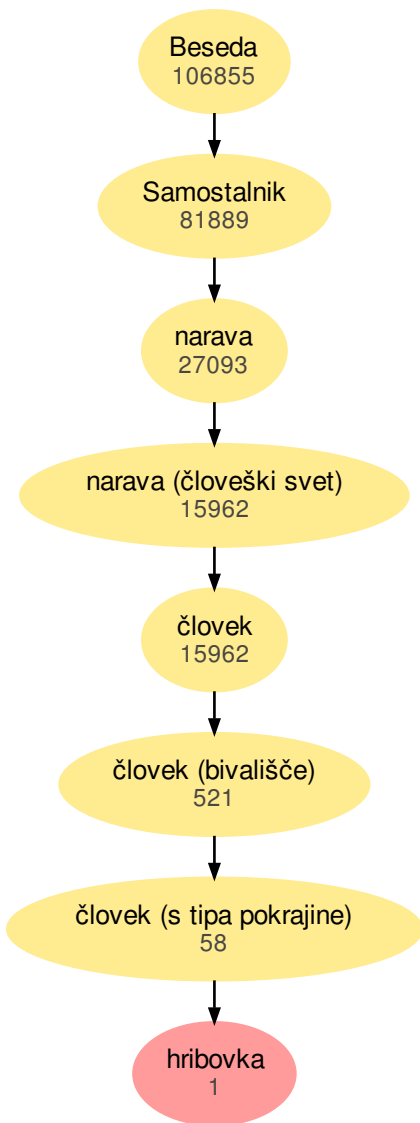 Beseda
106855
Samostalnik
81889
narava
27093
narava (človeški svet)
15962
človek
15962
človek (bivališče)
521
človek (s tipa pokrajine)
58
hribovka
1